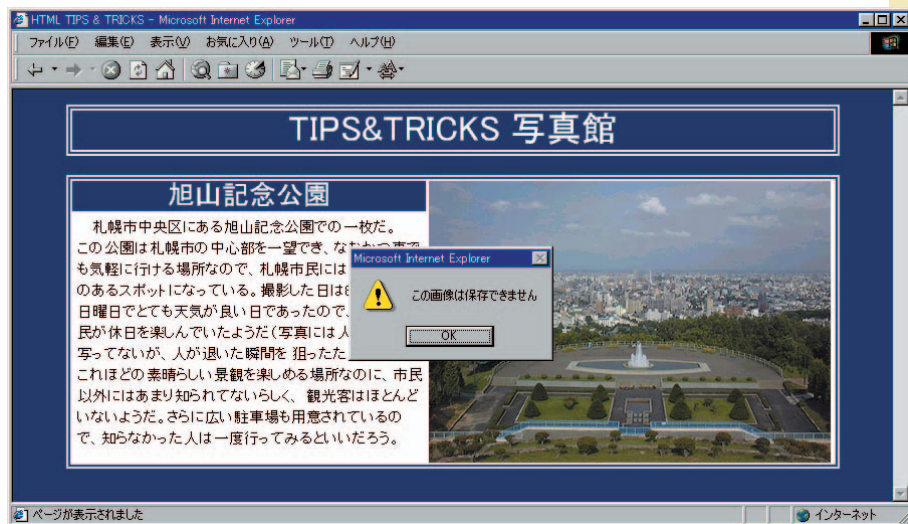 HTML TIPS & TRICKS - Microsoft Internet Explorer
ファイル(F) 編集(E) 表示(V) お気に入り(A) ツール(T) ヘルプ(H)
TIPS&TRICKS 写真館
旭山記念公園
札幌市中央区にある旭山記念公園での一枚だ。
この公園は札幌市の中心部を一望でき、な
も気軽に行ける場所なので、札幌市民には
のあるスポットになっている。撮影した日は
日曜日でとても天気が良い日であったので、
民が休日を楽しんでいたようだ(写真には人
写ってないが、人が退いた瞬間を狙ったた
これほどの素晴らしい景観を楽しめる場所なのに、市民
以外にはあまり知られてないらしく、観光客はほとんど
いないようだ。さらに広い駐車場も用意されているの
で、知らなかった人は一度行ってみるといいだろう。
Microsoft Internet Explorer
この画像は保存できません
OK
ページが表示されました
インターネット